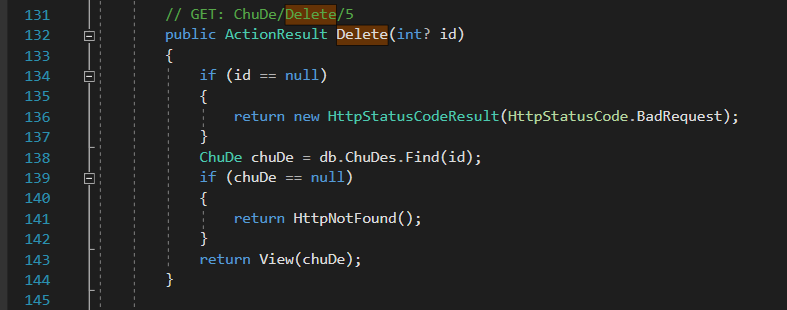 131 // GET: ChuDe/Delete/5
132 public ActionResult Delete(int? id)
133 {
134 if (id == null)
135 {
136 return new HttpStatusCodeResult(HttpStatusCode.BadRequest);
137 }
138 ChuDe chuDe = db.ChuDes.Find(id);
139 if (chuDe == null)
140 {
141 return HttpNotFound();
142 }
143 return View(chuDe);
144 }
145